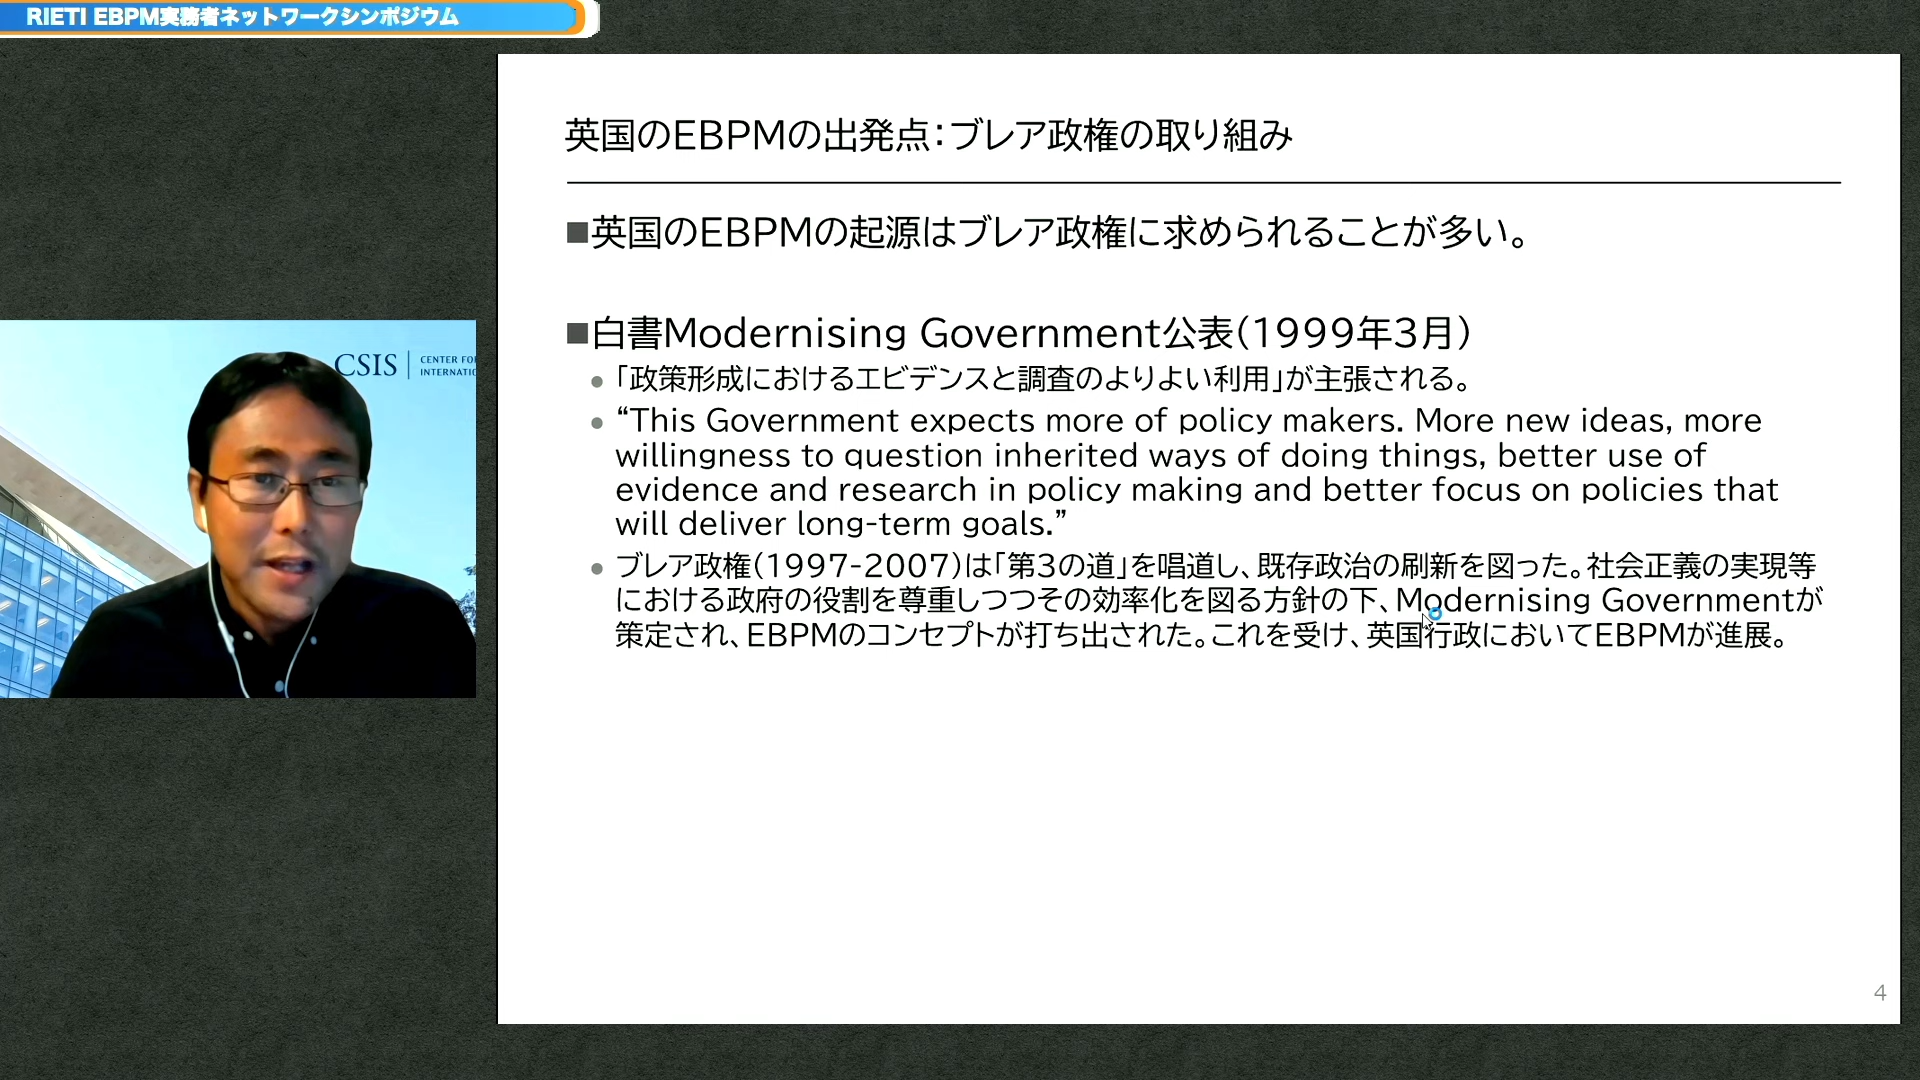 RIETI EBPM実務者ネットワークシンポジウム
英国のEBPMの出発点：ブレア政権の取り組み
■英国のEBPMの起源はブレア政権に求められることが多い。
■白書Modernising Government公表（1999年3月）
• 「政策形成におけるエビデンスと調査のよりよい利用」が主張される。
• “This Government expects more of policy makers. More new ideas, more
willingness to question inherited ways of doing things, better use of
evidence and research in policy making and better focus on policies that
will deliver long-term goals.”
• ブレア政権（1997-2007）は「第3の道」を唱道し、既存政治の刷新を図った。社会正義の実現等
における政府の役割を尊重しつつその効率化を図る方針の下、Modernising Governmentが
策定され、EBPMのコンセプトが打ち出された。これを受け、英国行政においてEBPMが進展。
CSIS
CENTER FO
INTERNATIO
4